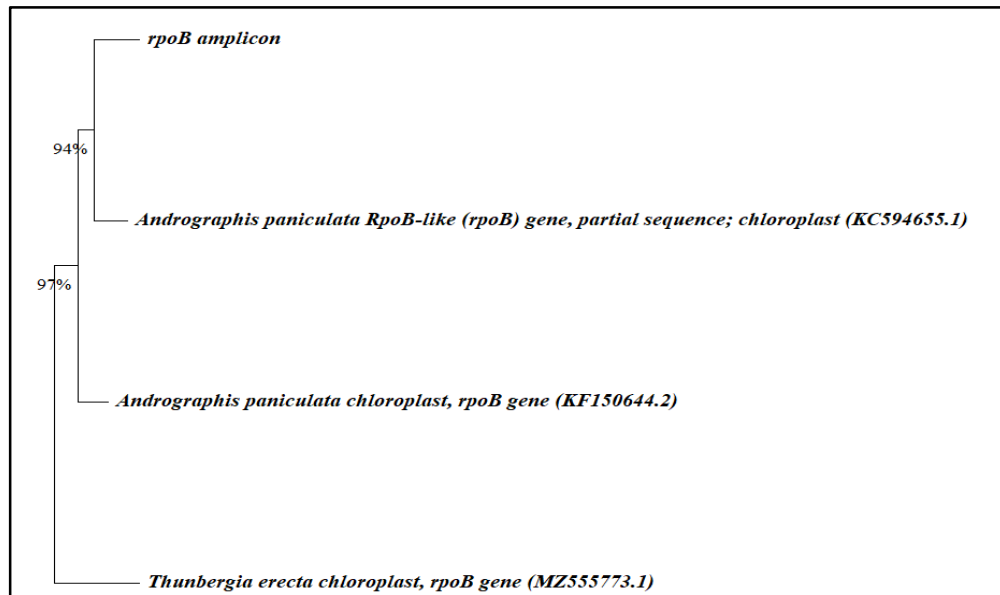 rpoB amplicon
94%
Andrographis paniculata RpoB-like (rpoB) gene, partial sequence; chloroplast (KC594655.1)
97%
Andrographis paniculata chloroplast, rpoB gene (KF150644.2)
Thunbergia erecta chloroplast, rpoB gene (MZ555773.1)